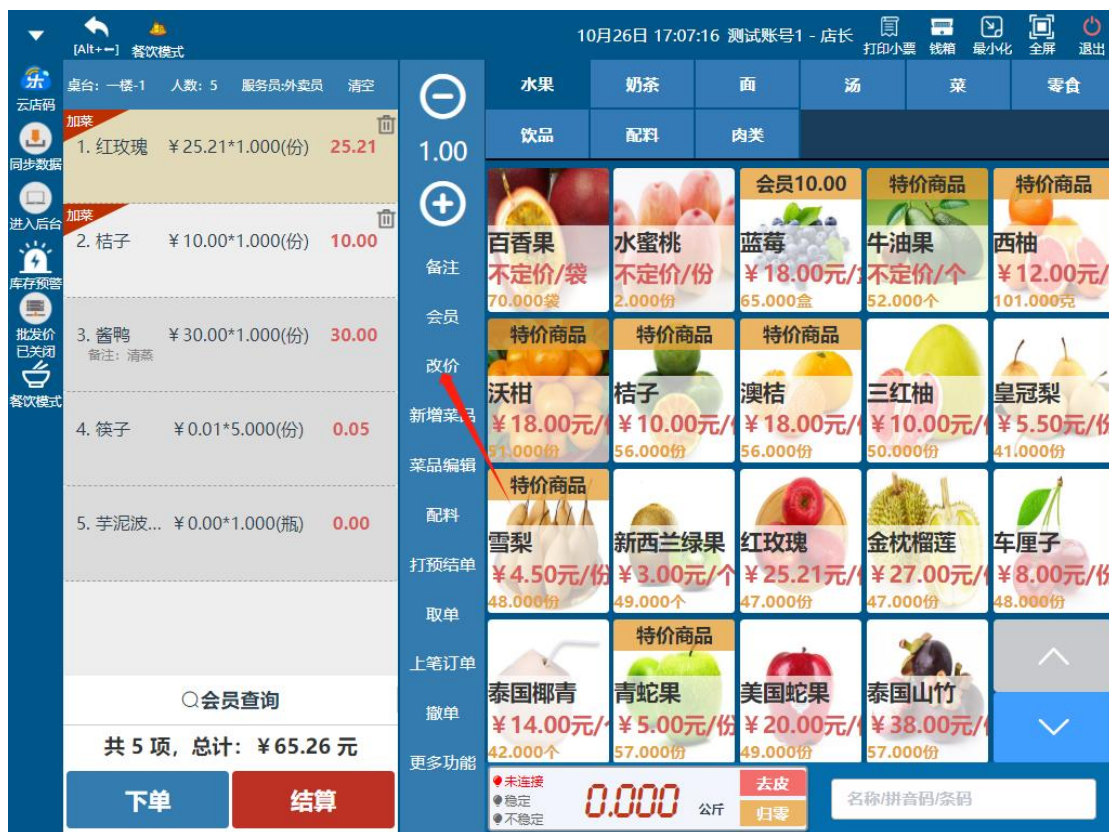 10月26日 17:07:16 测试账号1 - 店长
打印小票 钱箱 最小化 全屏 退出
[Alt+←] 餐饮模式
云店码
同步数据
进入后台
库存预警
批发价
已关闭
餐饮模式
桌台：一楼-1 人数：5 服务员:外卖员 清空
加菜
1. 红玫瑰 ￥25.21*1.000(份) 25.21
加菜
2. 桔子 ￥10.00*1.000(份) 10.00
3. 酱鸭 ￥30.00*1.000(份) 30.00
备注：清蒸
4. 筷子 ￥0.01*5.000(份) 0.05
5. 芋泥波... ￥0.00*1.000(瓶) 0.00
会员查询
共 5 项，总计：￥65.26 元
下单 结算
1.00
备注
会员
改价
新增菜品
菜品编辑
配料
打预结单
取单
上笔订单
撤单
更多功能
水果 奶茶 面 汤 菜 零食
饮品 配料 肉类
百香果
不定价/袋
70.000袋
水蜜桃
不定价/份
2.000份
会员10.00
蓝莓
￥18.00元/
65.000盒
特价商品
牛油果
不定价/个
52.000个
特价商品
西柚
￥12.00元/
101.000克
特价商品
沃柑
￥18.00元/
51.000份
特价商品
桔子
￥10.00元/
56.000份
特价商品
澳桔
￥18.00元/
56.000份
三红柚
￥10.00元/
50.000份
皇冠梨
￥5.50元/份
41.000份
特价商品
雪梨
￥4.50元/份
48.000份
新西兰绿果
￥3.00元/个
49.000个
红玫瑰
￥25.21元/
47.000份
金枕榴莲
￥27.00元/
47.000份
车厘子
￥8.00元/份
48.000份
泰国椰青
￥14.00元/
42.000个
特价商品
青蛇果
￥5.00元/份
57.000份
美国蛇果
￥20.00元/
49.000份
泰国山竹
￥38.00元/
57.000份
未连接
稳定
不稳定
0.000 公斤
去皮
归零
名称/拼音码/条码